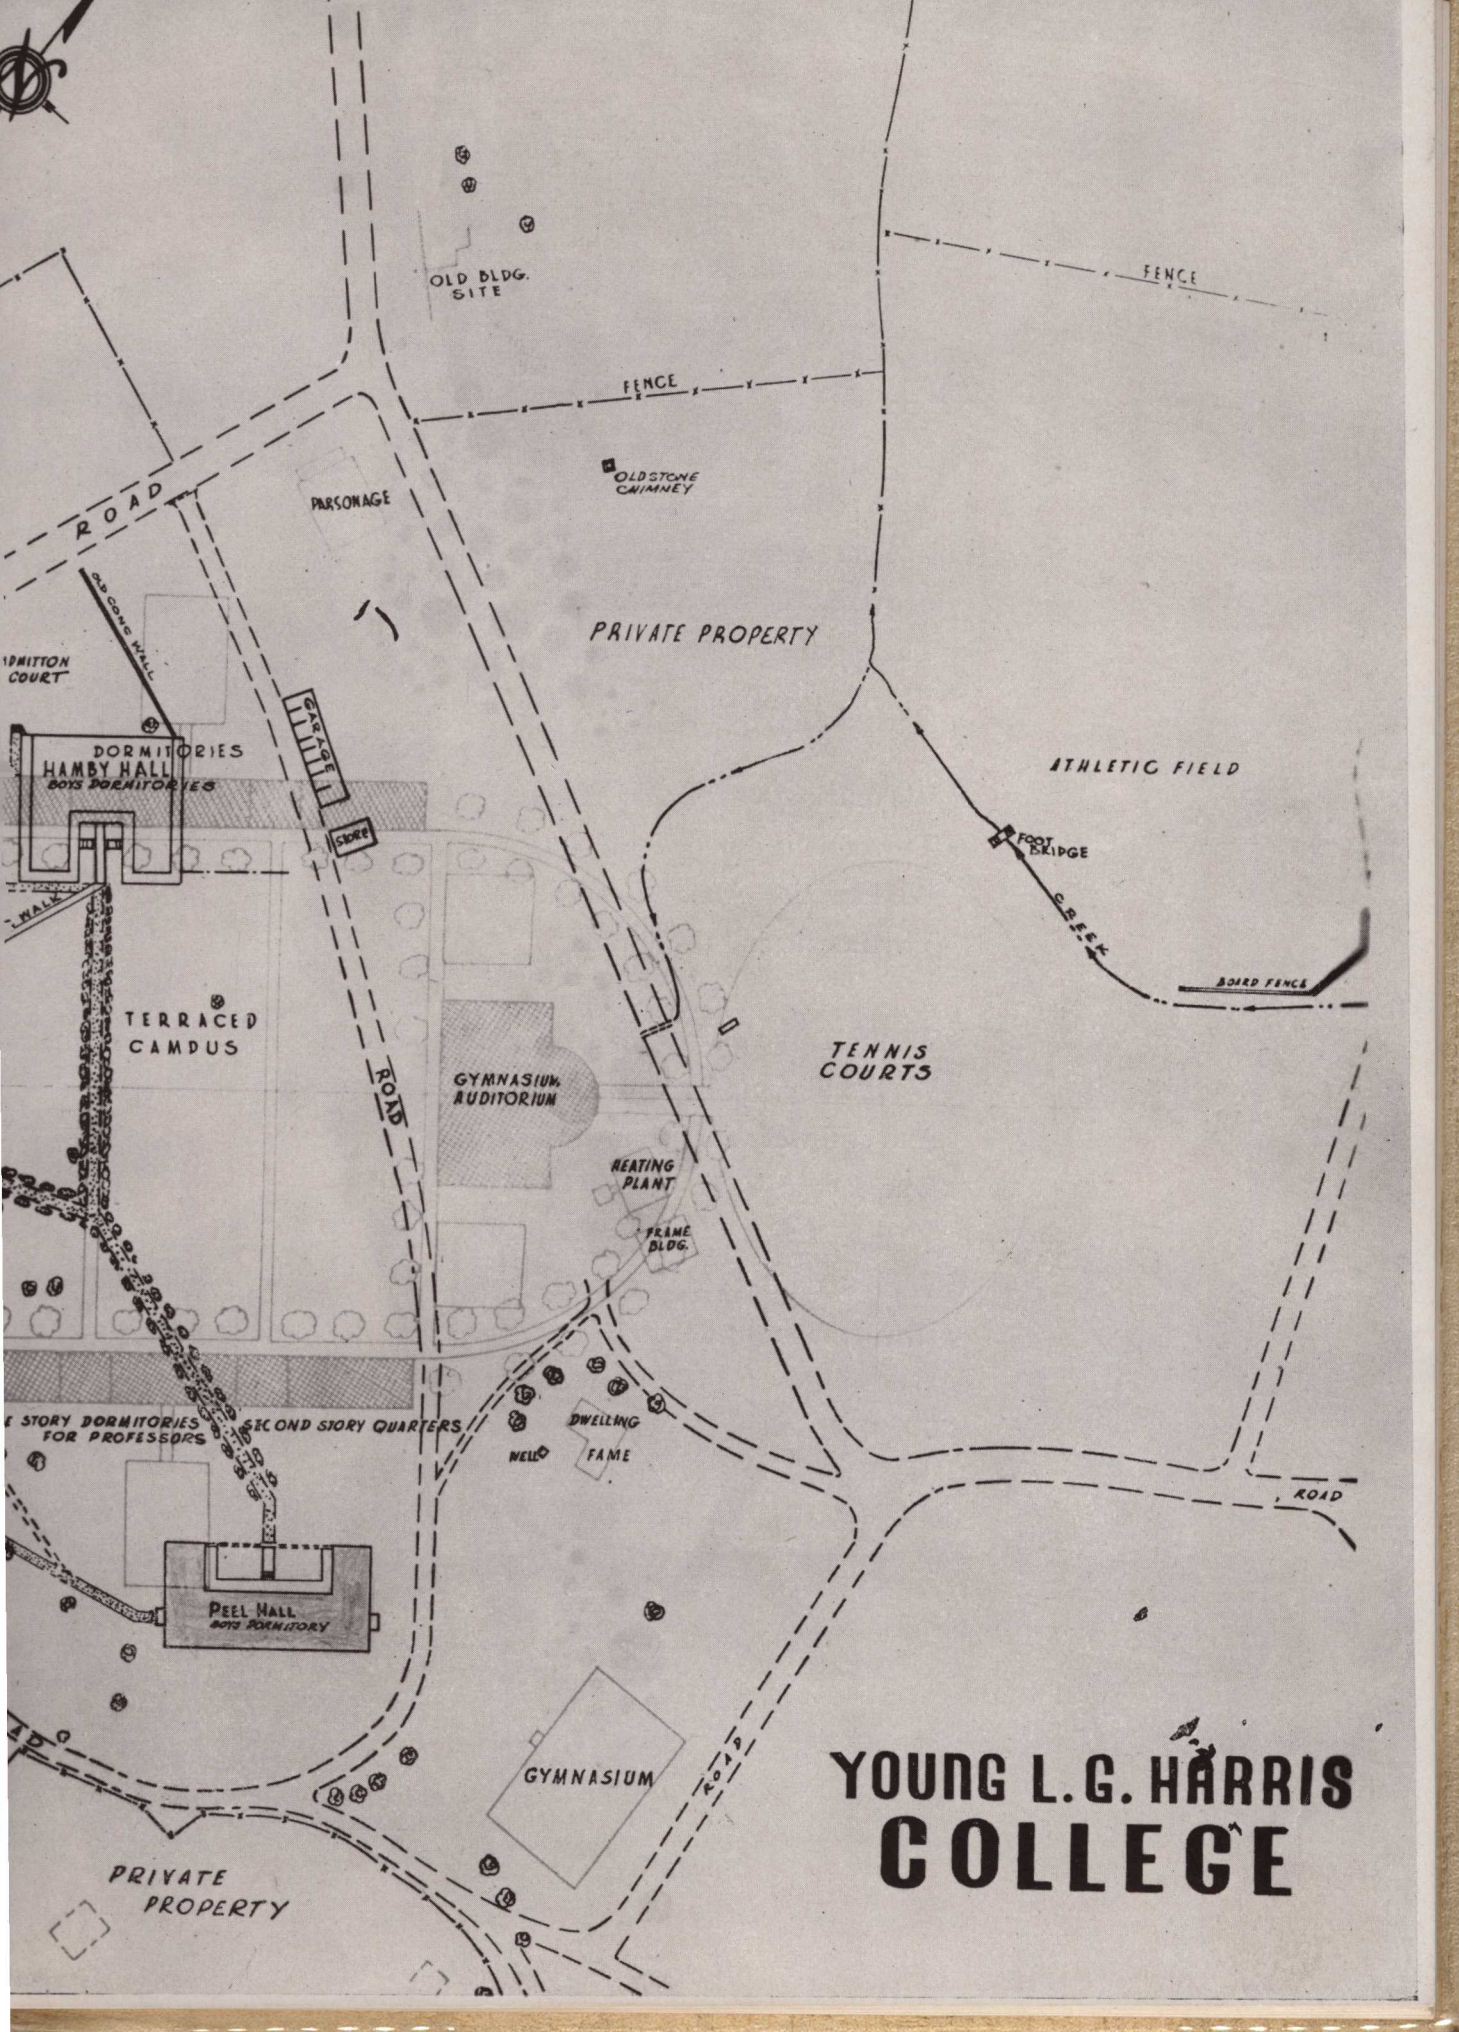 OLD BLDG.
SITE
FENCE
FENCE
OLD STONE
CHIMNEY
ROAD
PARSONAGE
OLD CONC WALL
PRIVATE PROPERTY
COURT
GARAGE
DORMITORIES
HAMBY HALL
BOYS DORMITORIES
STORE
ATHLETIC FIELD
FOOT
BRIDGE
CREEK
WALK
BOARD FENCE
TERRACED
CAMPUS
ROAD
GYMNASIUM
AUDITORIUM
TENNIS
COURTS
HEATING
PLANT
FRAME
BLDG.
STORY DORMITORIES
FOR PROFESSORS
SECOND STORY QUARTERS
DWELLING
WELL
FAME
ROAD
PEEL HALL
BOYS DORMITORY
GYMNASIUM
ROAD
YOUNG L.G. HARRIS
COLLEGE
PRIVATE
PROPERTY